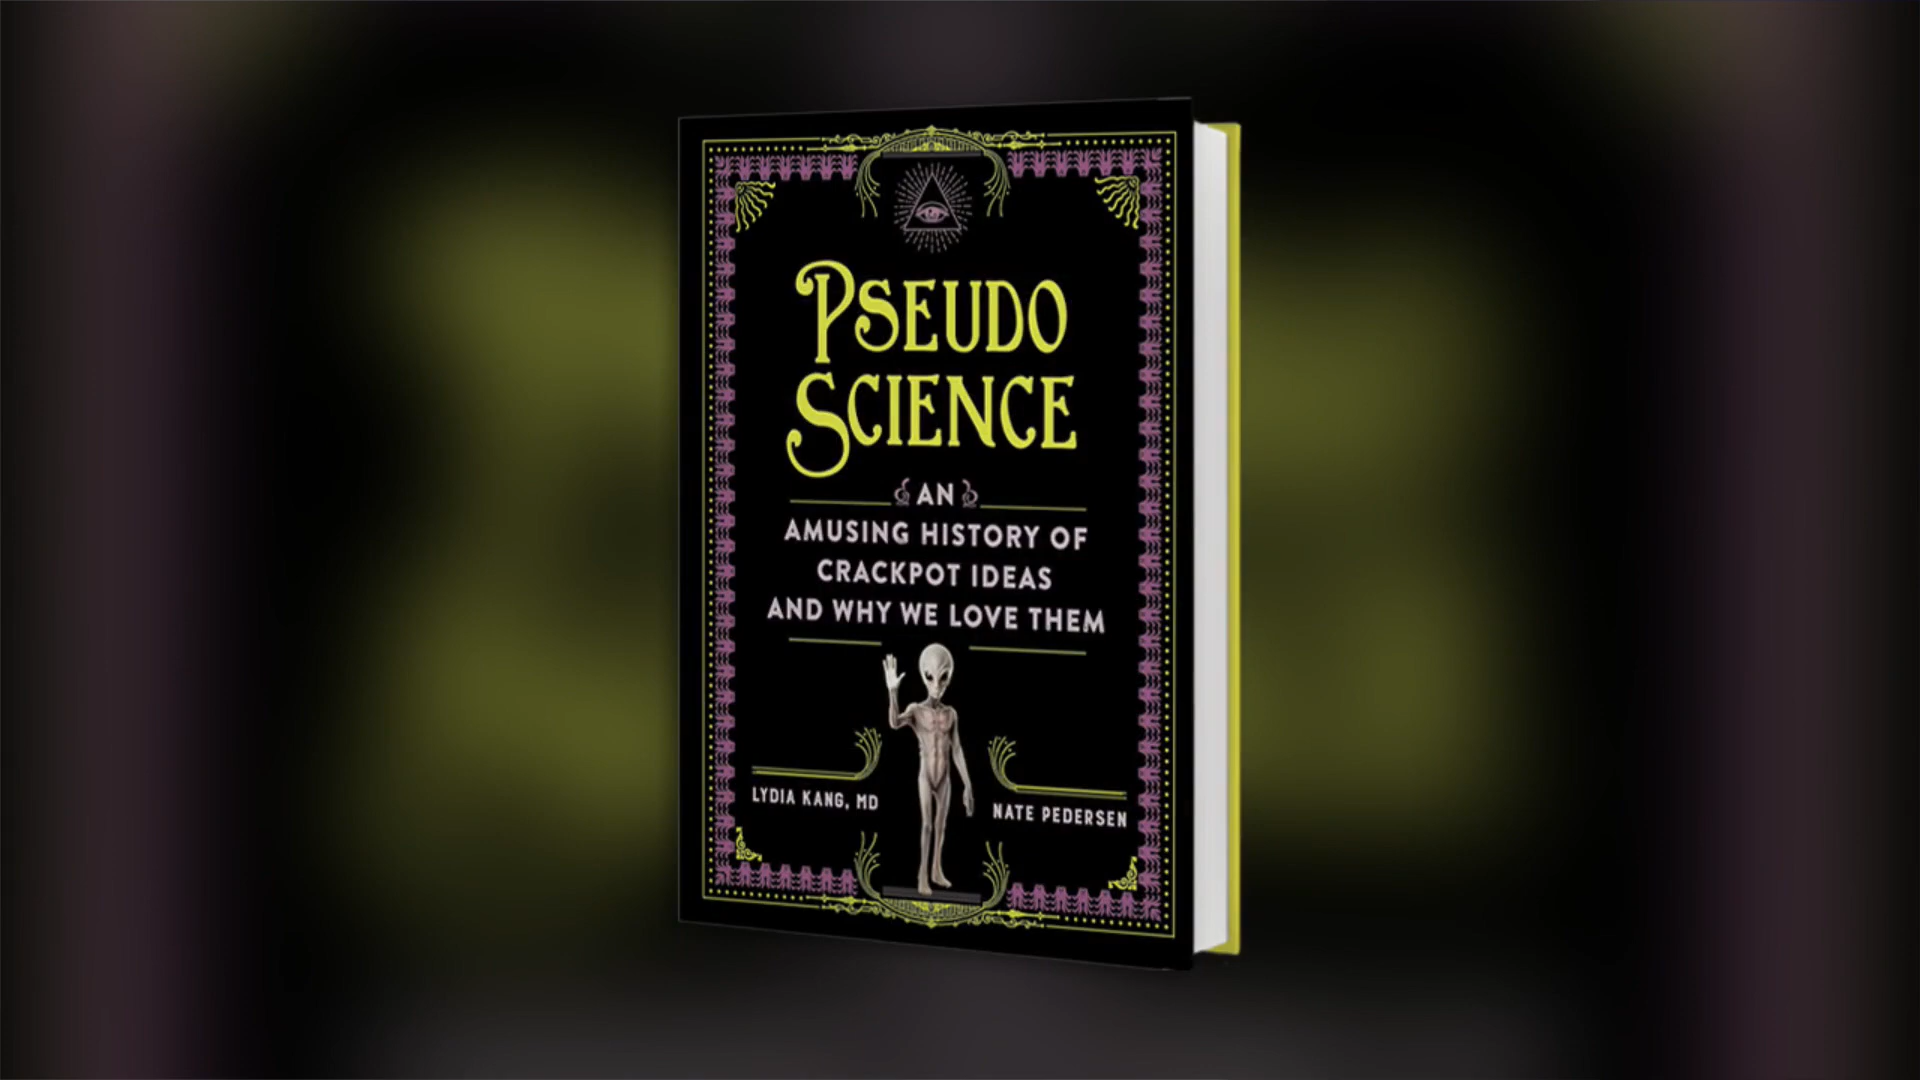 PSEUDO
SCIENCE
AN
AMUSING HISTORY OF
CRACKPOT IDEAS
AND WHY WE LOVE THEM
LYDIA KANG, MD
NATE PEDERSEN